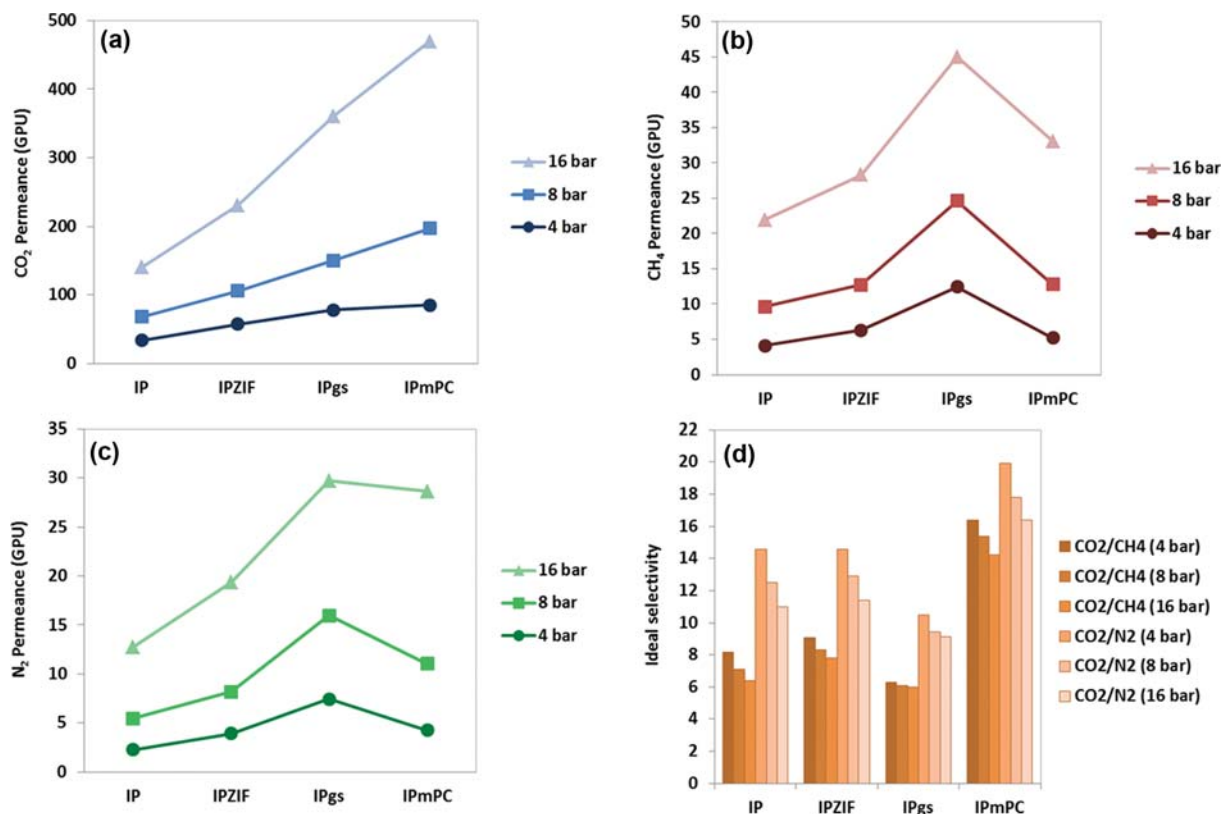 (a)
CO₂ Permeance (GPU)
500
400
300
200
100
0
IP IPZIF IPgs IPmPC
16 bar
8 bar
4 bar
(b)
CH₄ Permeance (GPU)
50
45
40
35
30
25
20
15
10
5
0
IP IPZIF IPgs IPmPC
16 bar
8 bar
4 bar
(c)
N₂ Permeance (GPU)
35
30
25
20
15
10
5
0
IP IPZIF IPgs IPmPC
16 bar
8 bar
4 bar
(d)
Ideal selectivity
22
20
18
16
14
12
10
8
6
4
2
0
IP IPZIF IPgs IPmPC
CO2/CH4 (4 bar)
CO2/CH4 (8 bar)
CO2/CH4 (16 bar)
CO2/N2 (4 bar)
CO2/N2 (8 bar)
CO2/N2 (16 bar)